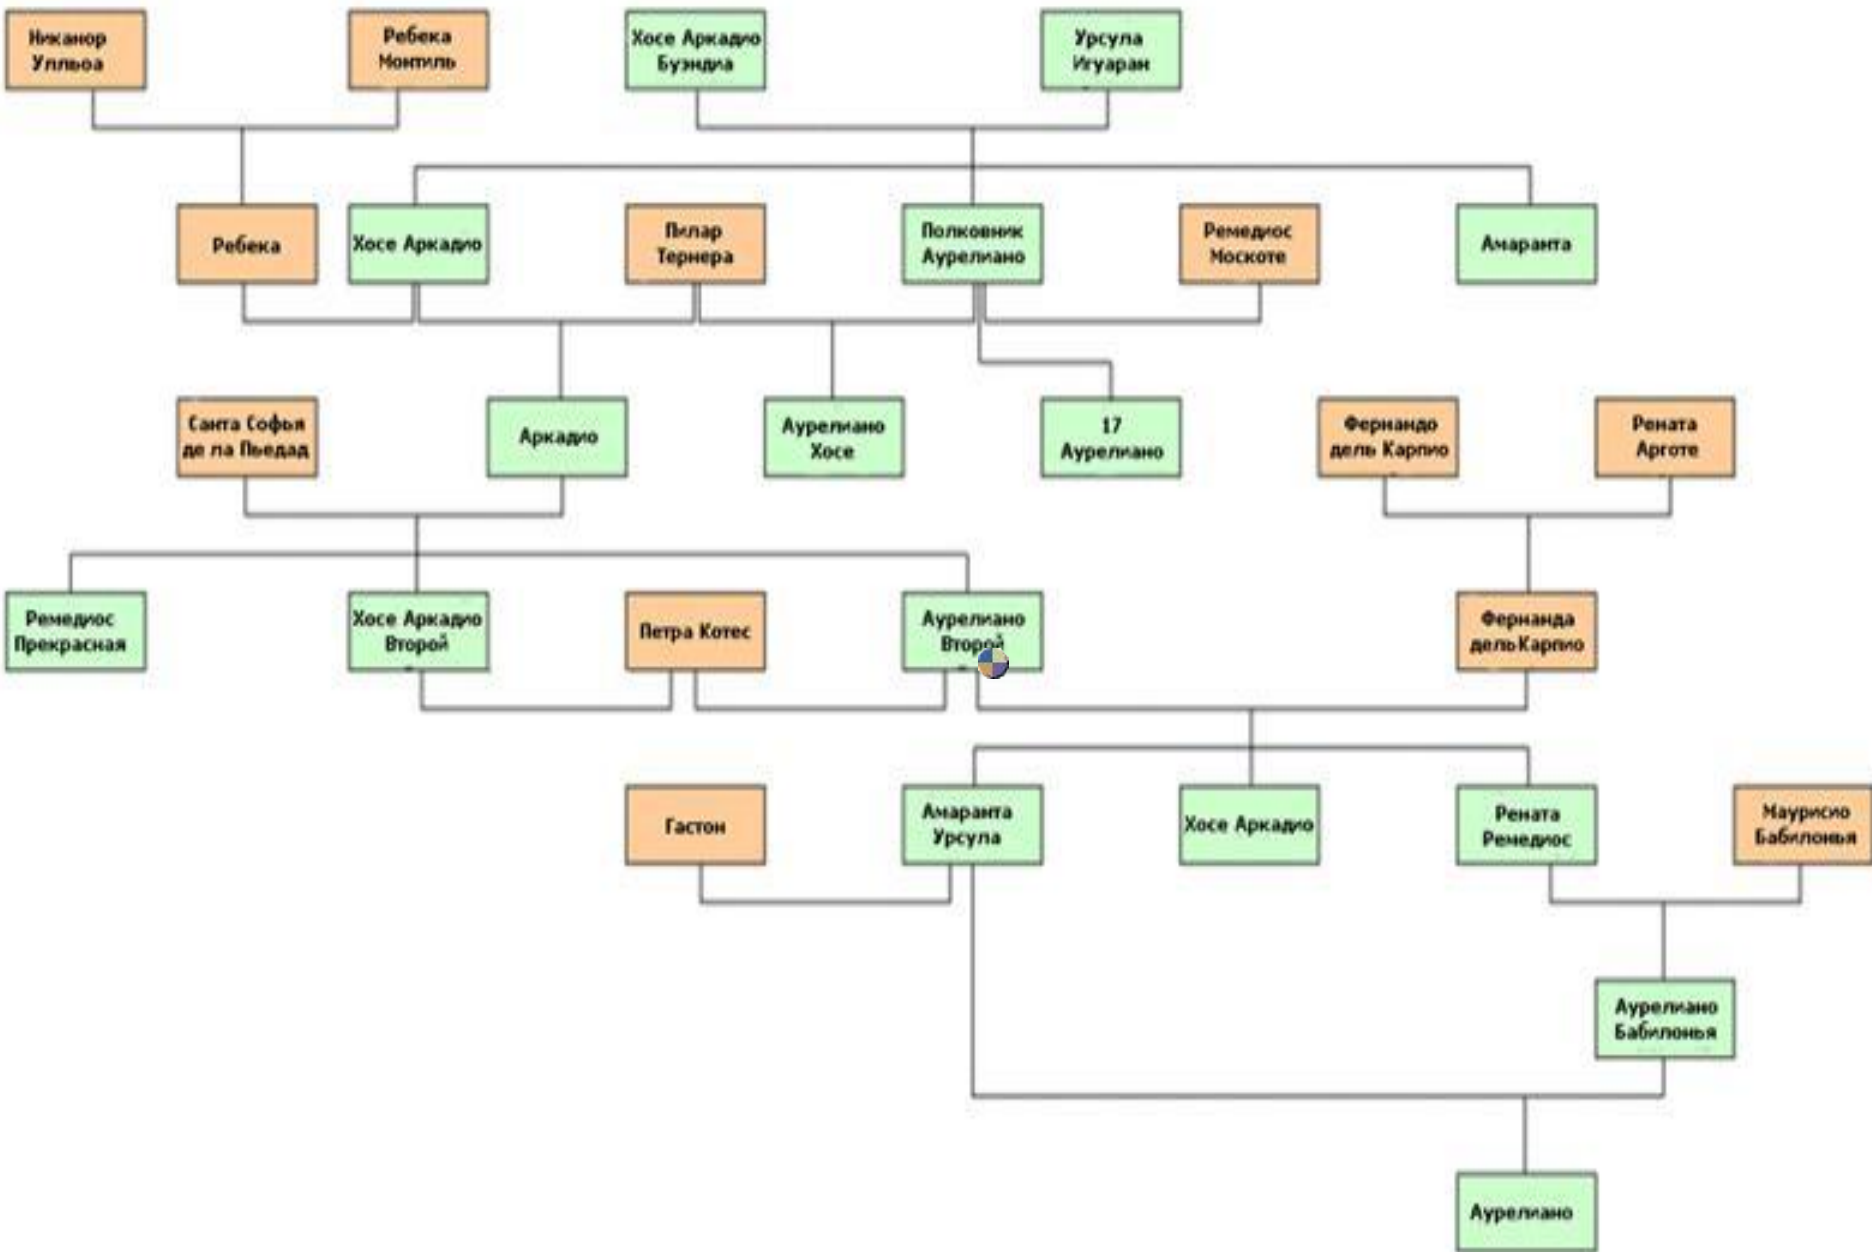 Никанор
Улльоа
Ребека
Монтиль
Хосе Аркадио
Буэндиа
Урсула
Игуаран
Ребека
Хосе Аркадио
Пилар
Тернера
Полковник
Аурелиано
Ремедиос
Москоте
Амаранта
Санта Софья
де ла Пьедад
Аркадио
Аурелиано
Хосе
17
Аурелиано
Фернандо
дель Карпио
Рената
Арготе
Ремедиос
Прекрасная
Хосе Аркадио
Второй
Петра Котес
Аурелиано
Второй
Фернанда
дель Карпио
Гастон
Амаранта
Урсула
Хосе Аркадио
Рената
Ремедиос
Маурисио
Бабилонья
Аурелиано
Бабилонья
Аурелиано